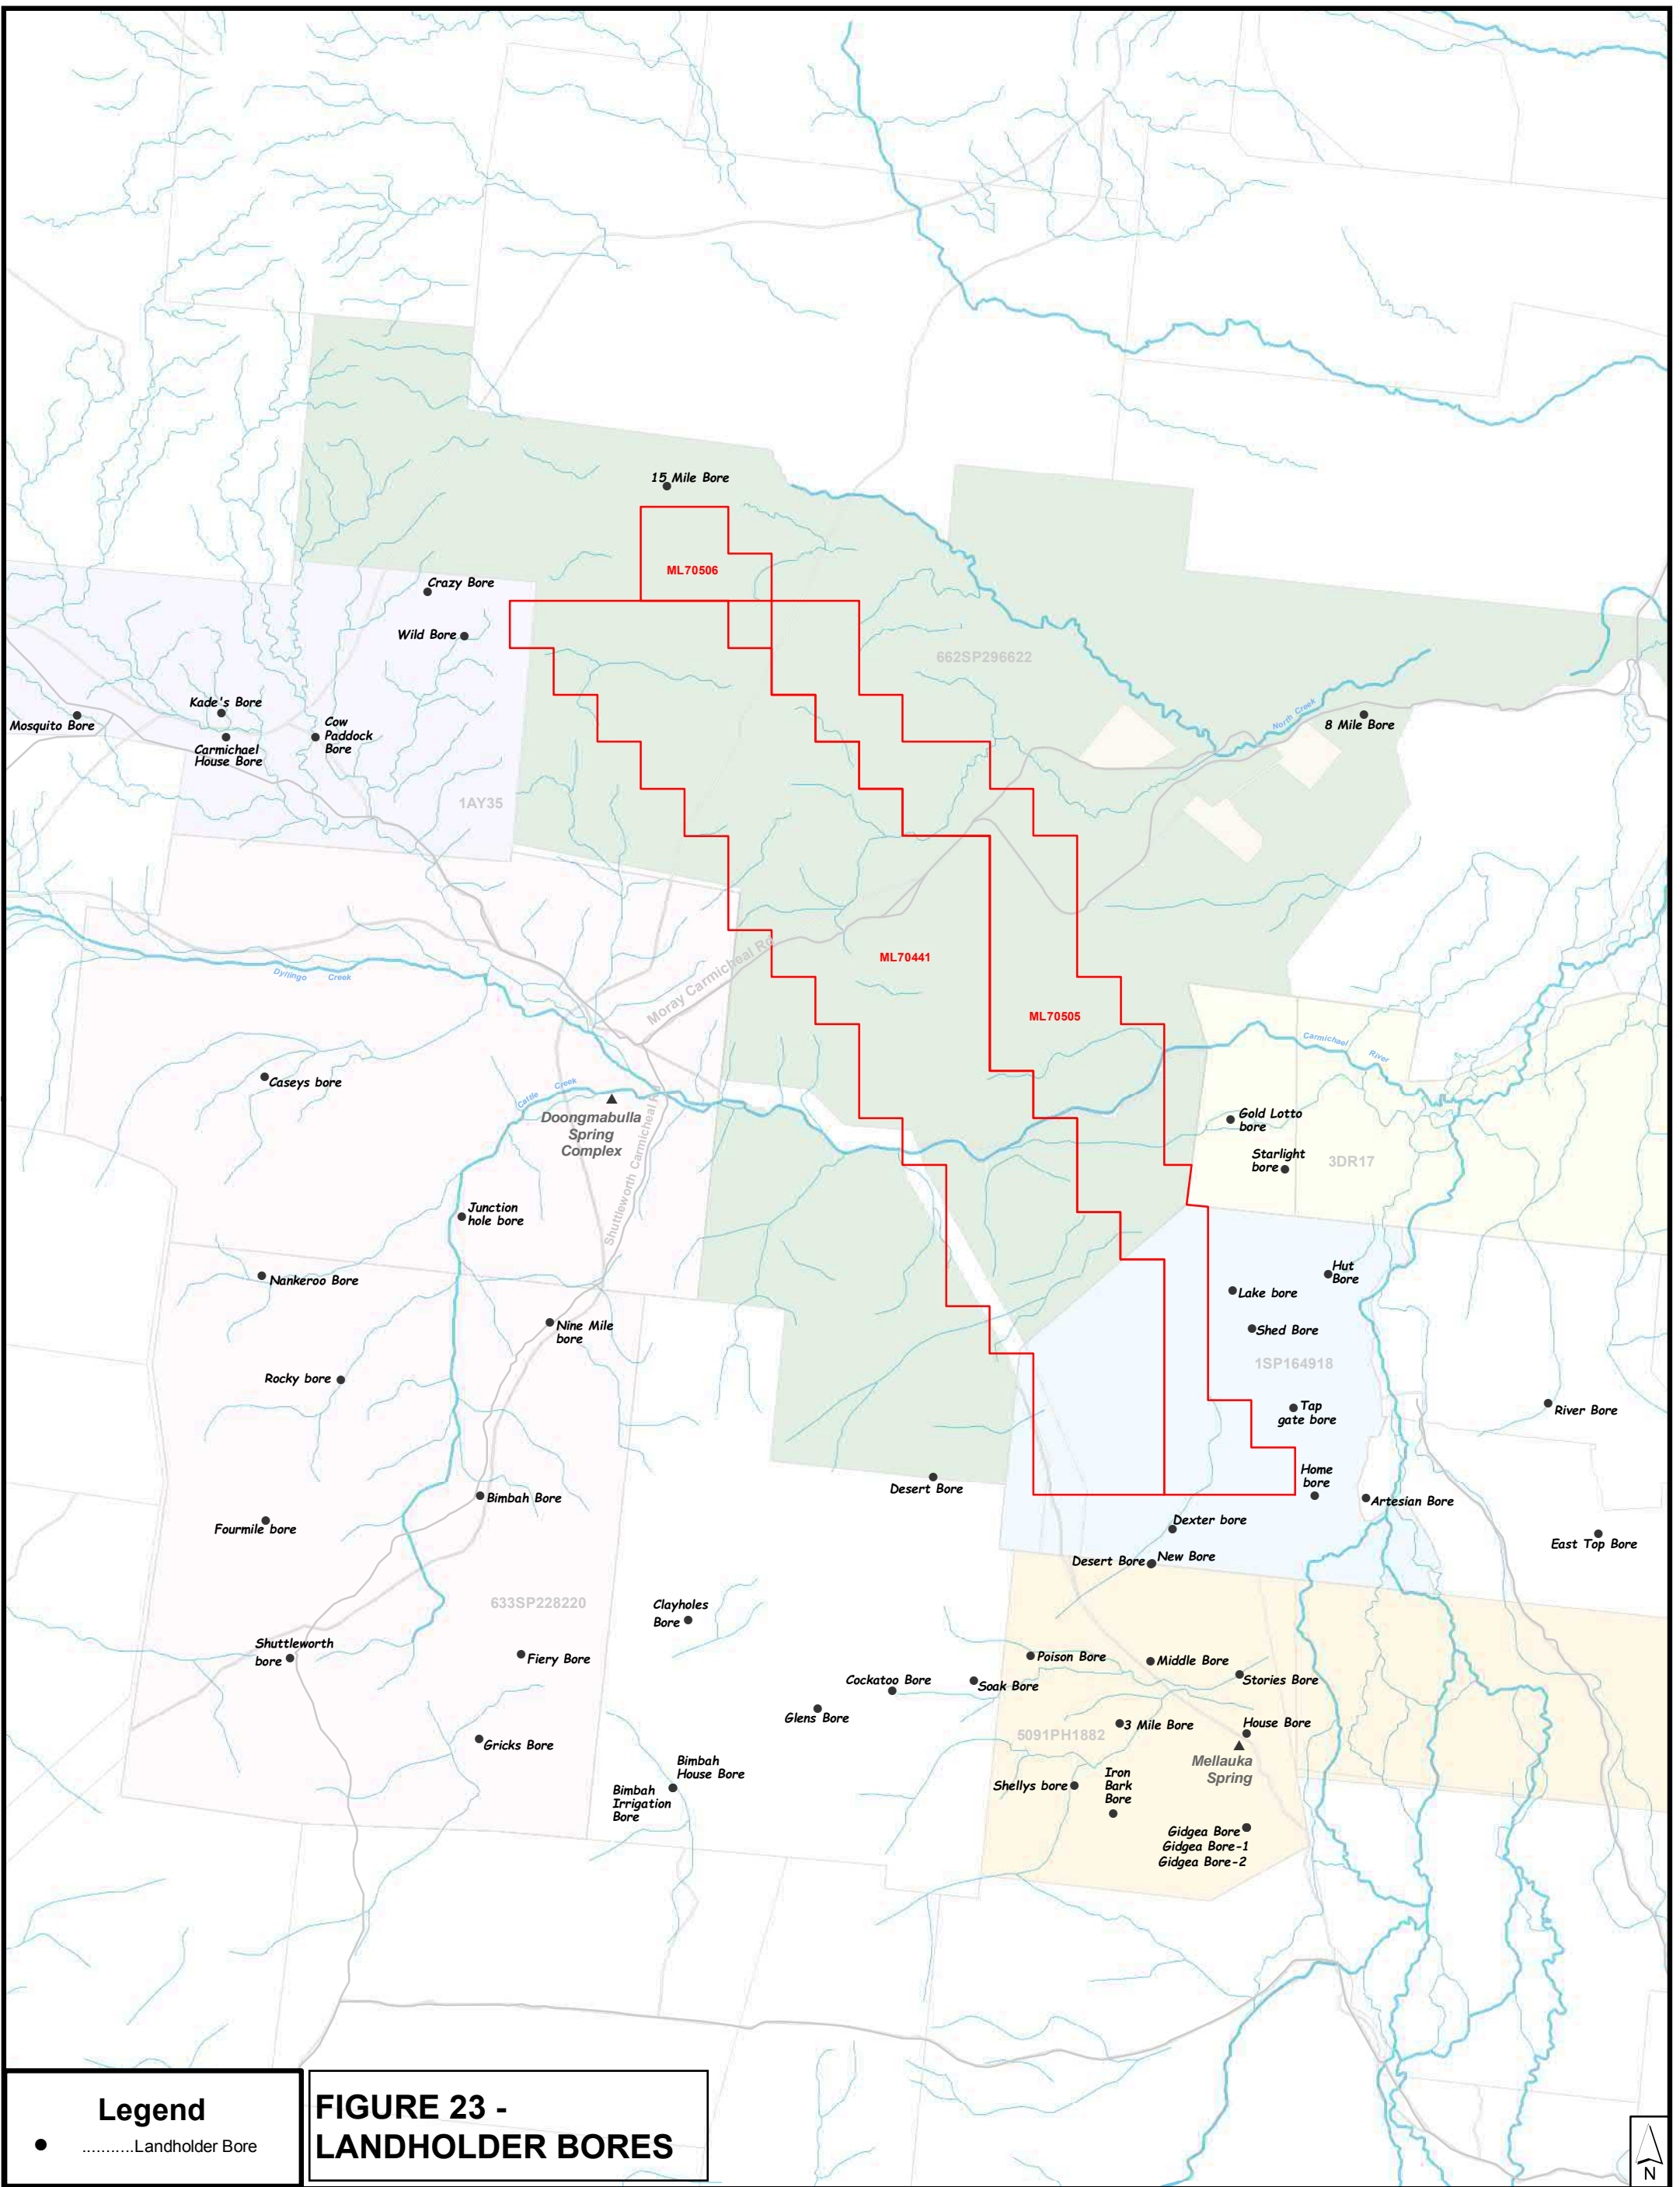 15 Mile Bore
ML70506
Crazy Bore
Wild Bore
662SP296622
Kade's Bore
Mosquito Bore
Carmichael
House Bore
Cow
Paddock
Bore
North Creek
8 Mile Bore
1AY35
Moray Carmicheal Rd
ML70441
Dyllingo Creek
ML70505
Carmichael River
Caseys bore
Cattle Creek
Doongmabulla
Spring
Complex
Shuttleworth Carmicheal R
Gold Lotto
bore
Starlight
bore
3DR17
Junction
hole bore
Nankeroo Bore
Hut
Bore
Lake bore
Nine Mile
bore
Shed Bore
1SP164918
Rocky bore
Tap
gate bore
River Bore
Desert Bore
Home
bore
Bimbah Bore
Artesian Bore
Fourmile bore
Dexter bore
East Top Bore
Desert Bore
New Bore
633SP228220
Clayholes
Bore
Shuttleworth
bore
Fiery Bore
Poison Bore
Middle Bore
Cockatoo Bore
Soak Bore
Stories Bore
Glens Bore
3 Mile Bore
House Bore
5091PH1882
Gricks Bore
Mellauka
Spring
Bimbah
House Bore
Bimbah
Irrigation
Bore
Shellys bore
Iron
Bark
Bore
Gidgea Bore
Gidgea Bore-1
Gidgea Bore-2
Legend
...........Landholder Bore
FIGURE 23 -
LANDHOLDER BORES
N